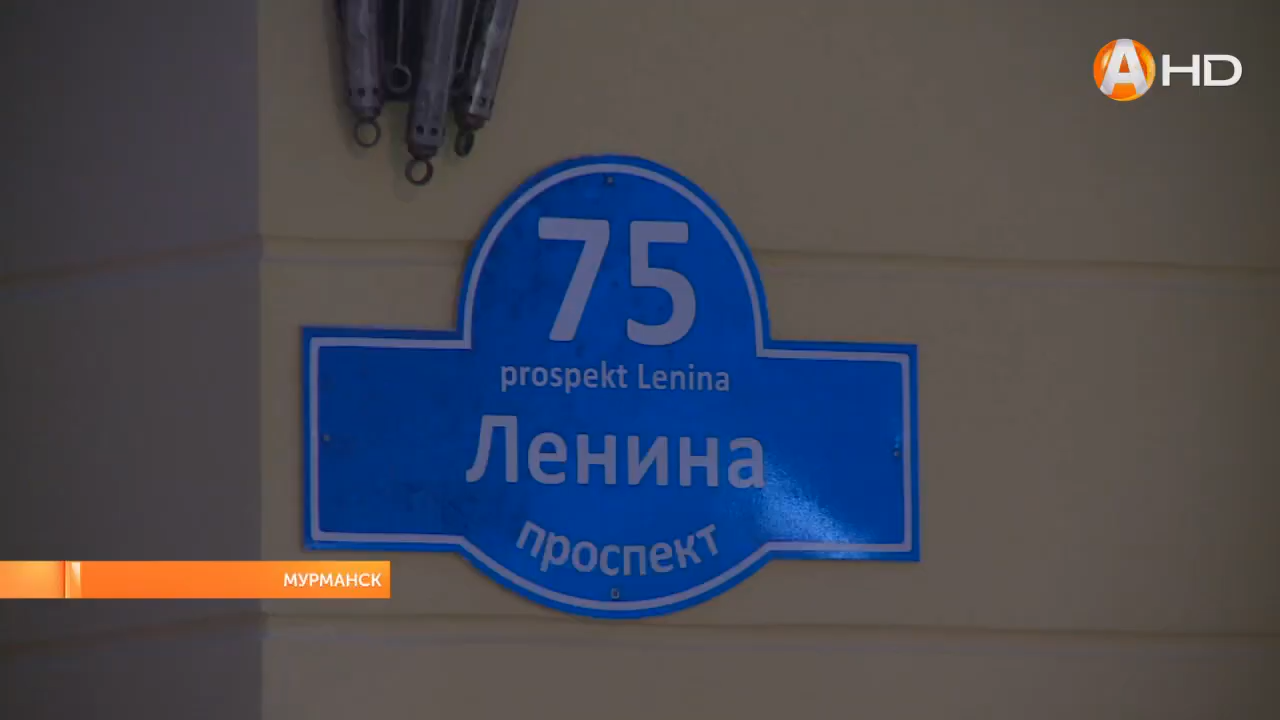 А HD
75
prospekt Lenina
Ленина
проспект
МУРМАНСК